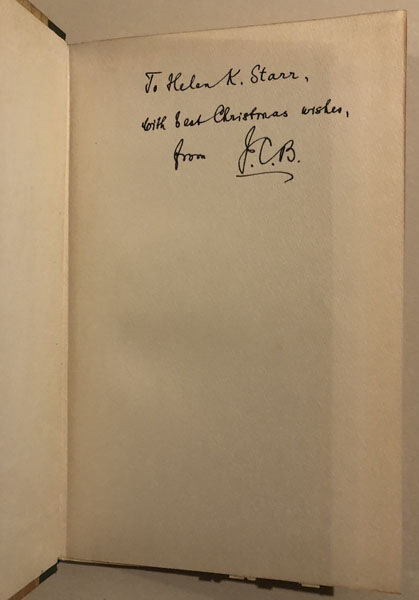 To Helen K. Starr,
with best Christmas wishes,
from J.C.B.